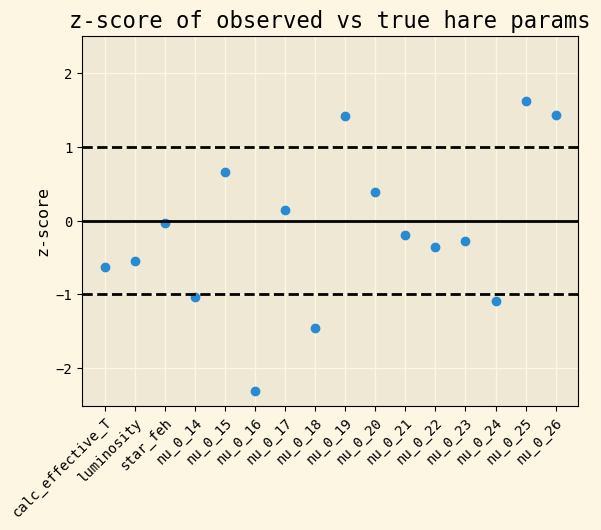 z-score of observed vs true hare params
z-score
2
1
0
−1
−2
calc_effective_T
luminosity
star_feh
nu_0_14
nu_0_15
nu_0_16
nu_0_17
nu_0_18
nu_0_19
nu_0_20
nu_0_21
nu_0_22
nu_0_23
nu_0_24
nu_0_25
nu_0_26